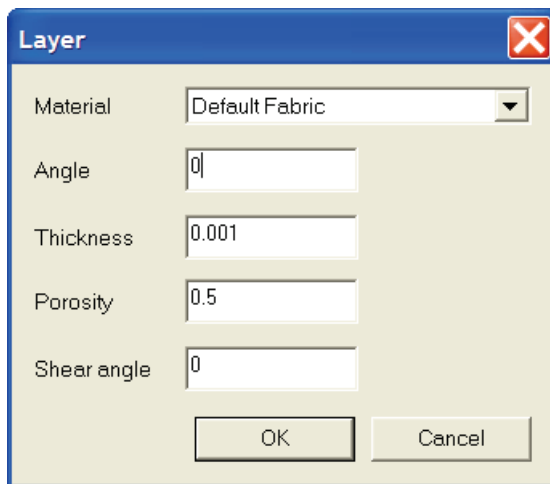 Layer
Material Default Fabric
Angle 0
Thickness 0.001
Porosity 0.5
Shear angle 0
OK Cancel